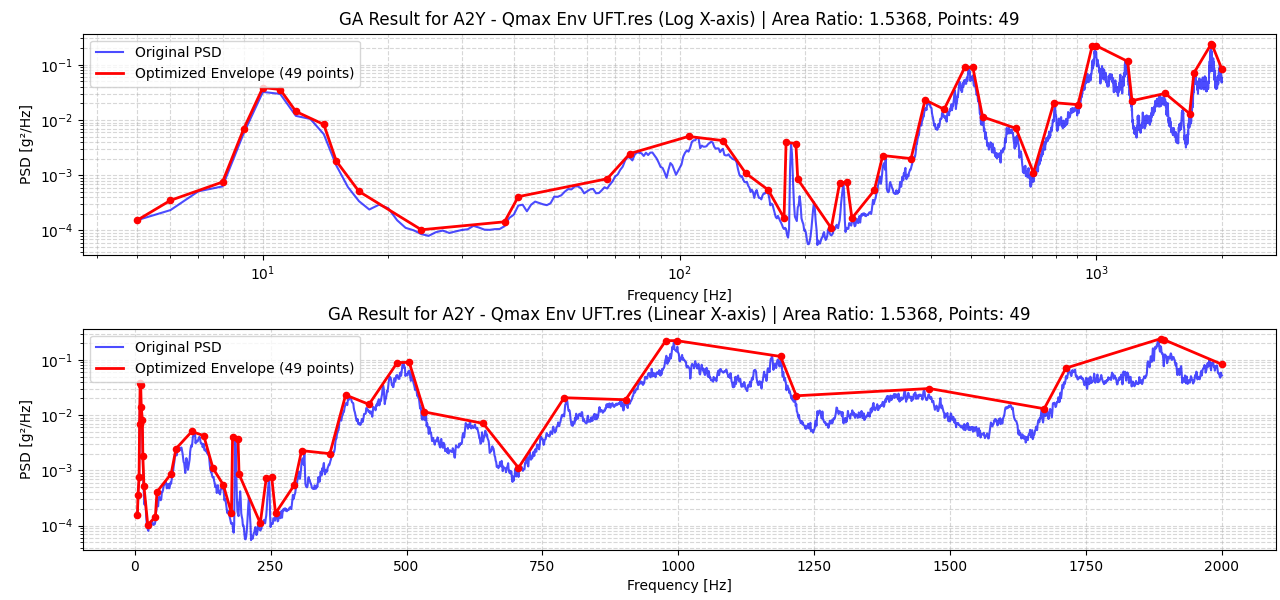 GA Result for A2Y - Qmax Env UFT.res (Log X-axis) | Area Ratio: 1.5368, Points: 49
Original PSD
Optimized Envelope (49 points)
PSD [g²/Hz]
10⁻¹
10⁻²
10⁻³
10⁻⁴
10¹
10²
10³
Frequency [Hz]
GA Result for A2Y - Qmax Env UFT.res (Linear X-axis) | Area Ratio: 1.5368, Points: 49
Original PSD
Optimized Envelope (49 points)
PSD [g²/Hz]
10⁻¹
10⁻²
10⁻³
10⁻⁴
0
250
500
750
1000
1250
1500
1750
2000
Frequency [Hz]